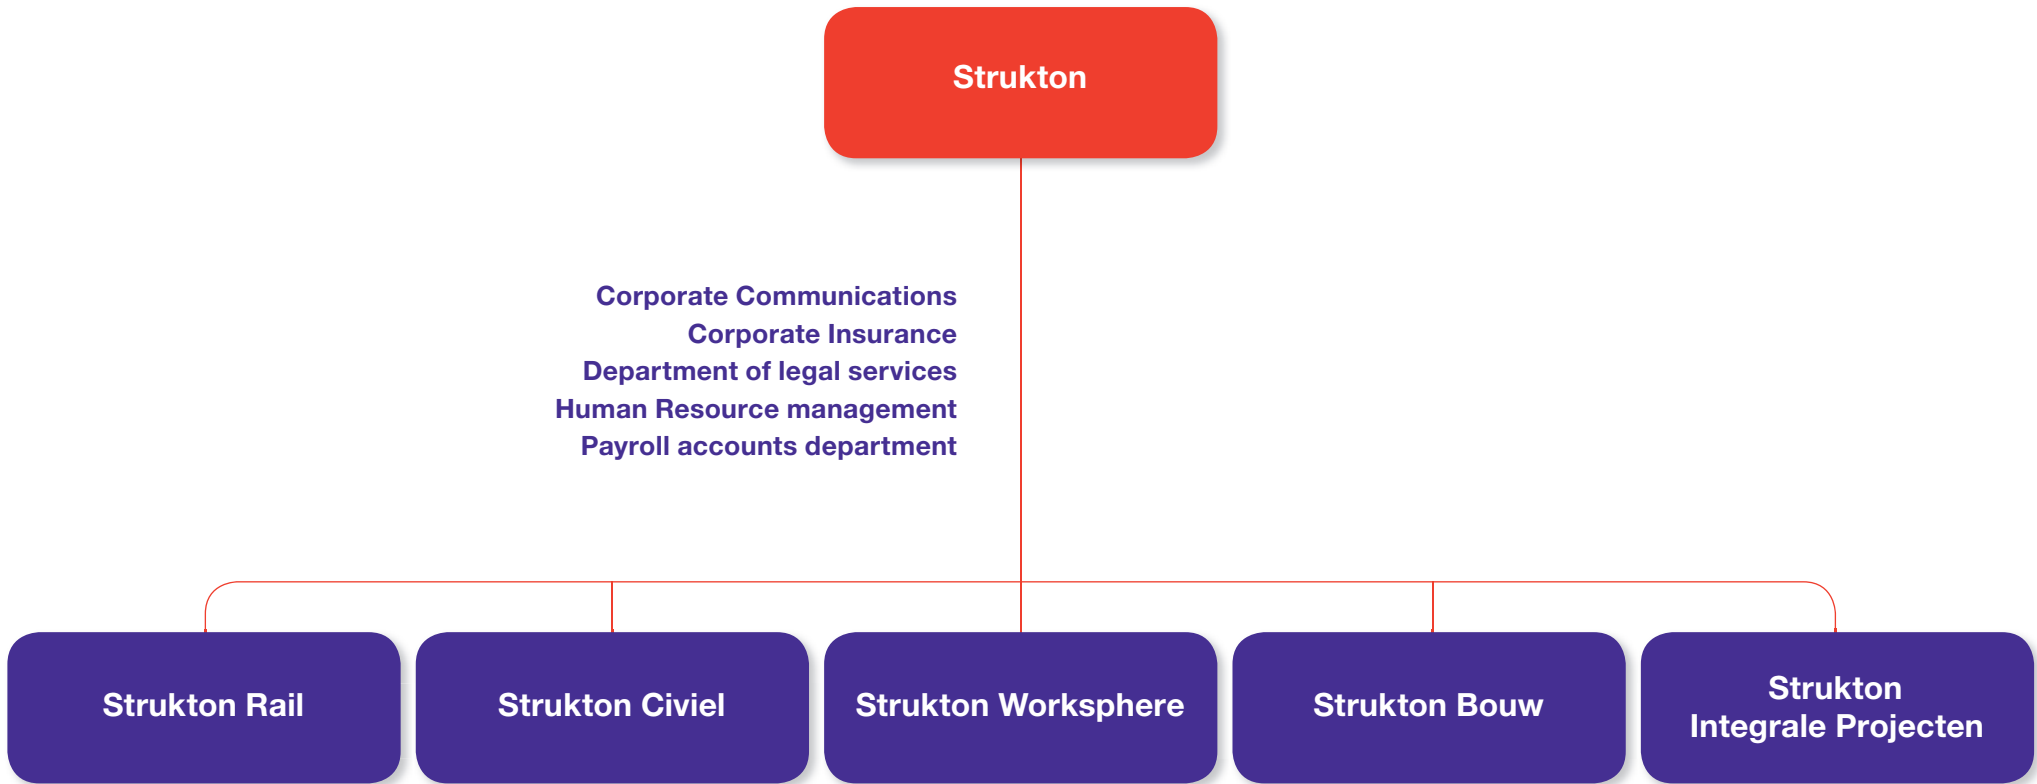 Strukton
Corporate Communications
Corporate Insurance
Department of legal services
Human Resource management
Payroll accounts department
Strukton Rail
Strukton Civiel
Strukton Worksphere
Strukton Bouw
Strukton
Integrale Projecten